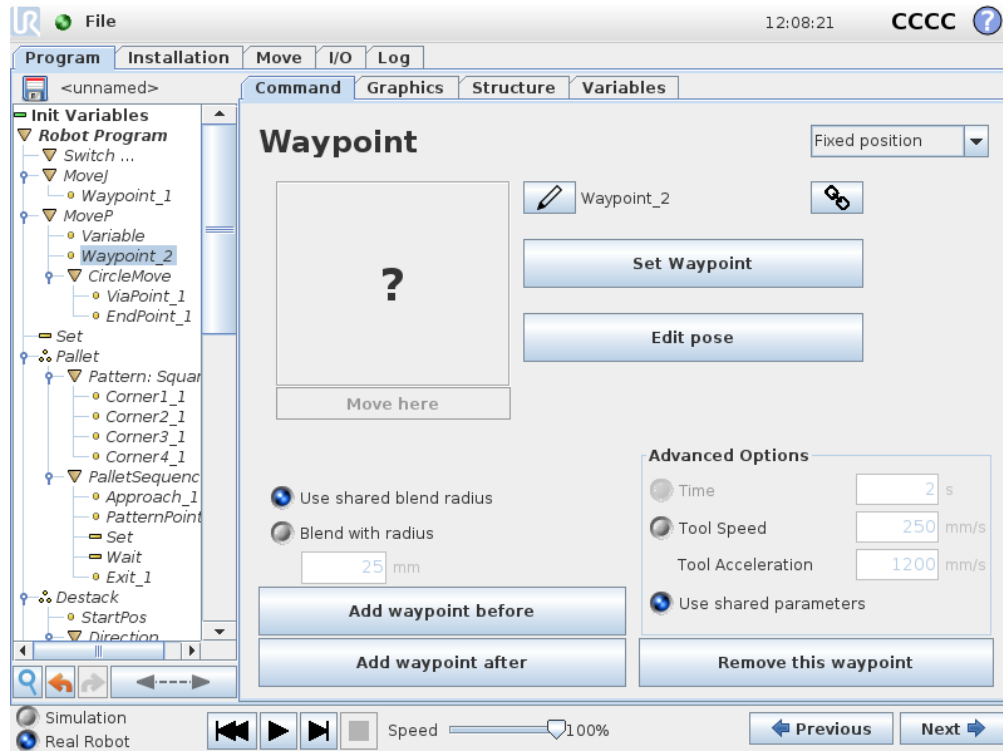 UR File 12:08:21 CCCC ?
Program Installation Move I/O Log
<unnamed> Command Graphics Structure Variables
Init Variables
Robot Program
Switch ...
MoveJ
Waypoint_1
MoveP
Variable
Waypoint_2
CircleMove
ViaPoint_1
EndPoint_1
Set
Pallet
Pattern: Squar
Corner1_1
Corner2_1
Corner3_1
Corner4_1
PalletSequenc
Approach_1
PatternPoint
Set
Wait
Exit_1
Destack
StartPos
Direction
Waypoint
Fixed position
Waypoint_2
?
Set Waypoint
Edit pose
Move here
Use shared blend radius
Blend with radius
25 mm
Advanced Options
Time 2 s
Tool Speed 250 mm/s
Tool Acceleration 1200 mm/s
Use shared parameters
Add waypoint before
Add waypoint after
Remove this waypoint
Simulation
Real Robot
Speed 100%
Previous Next